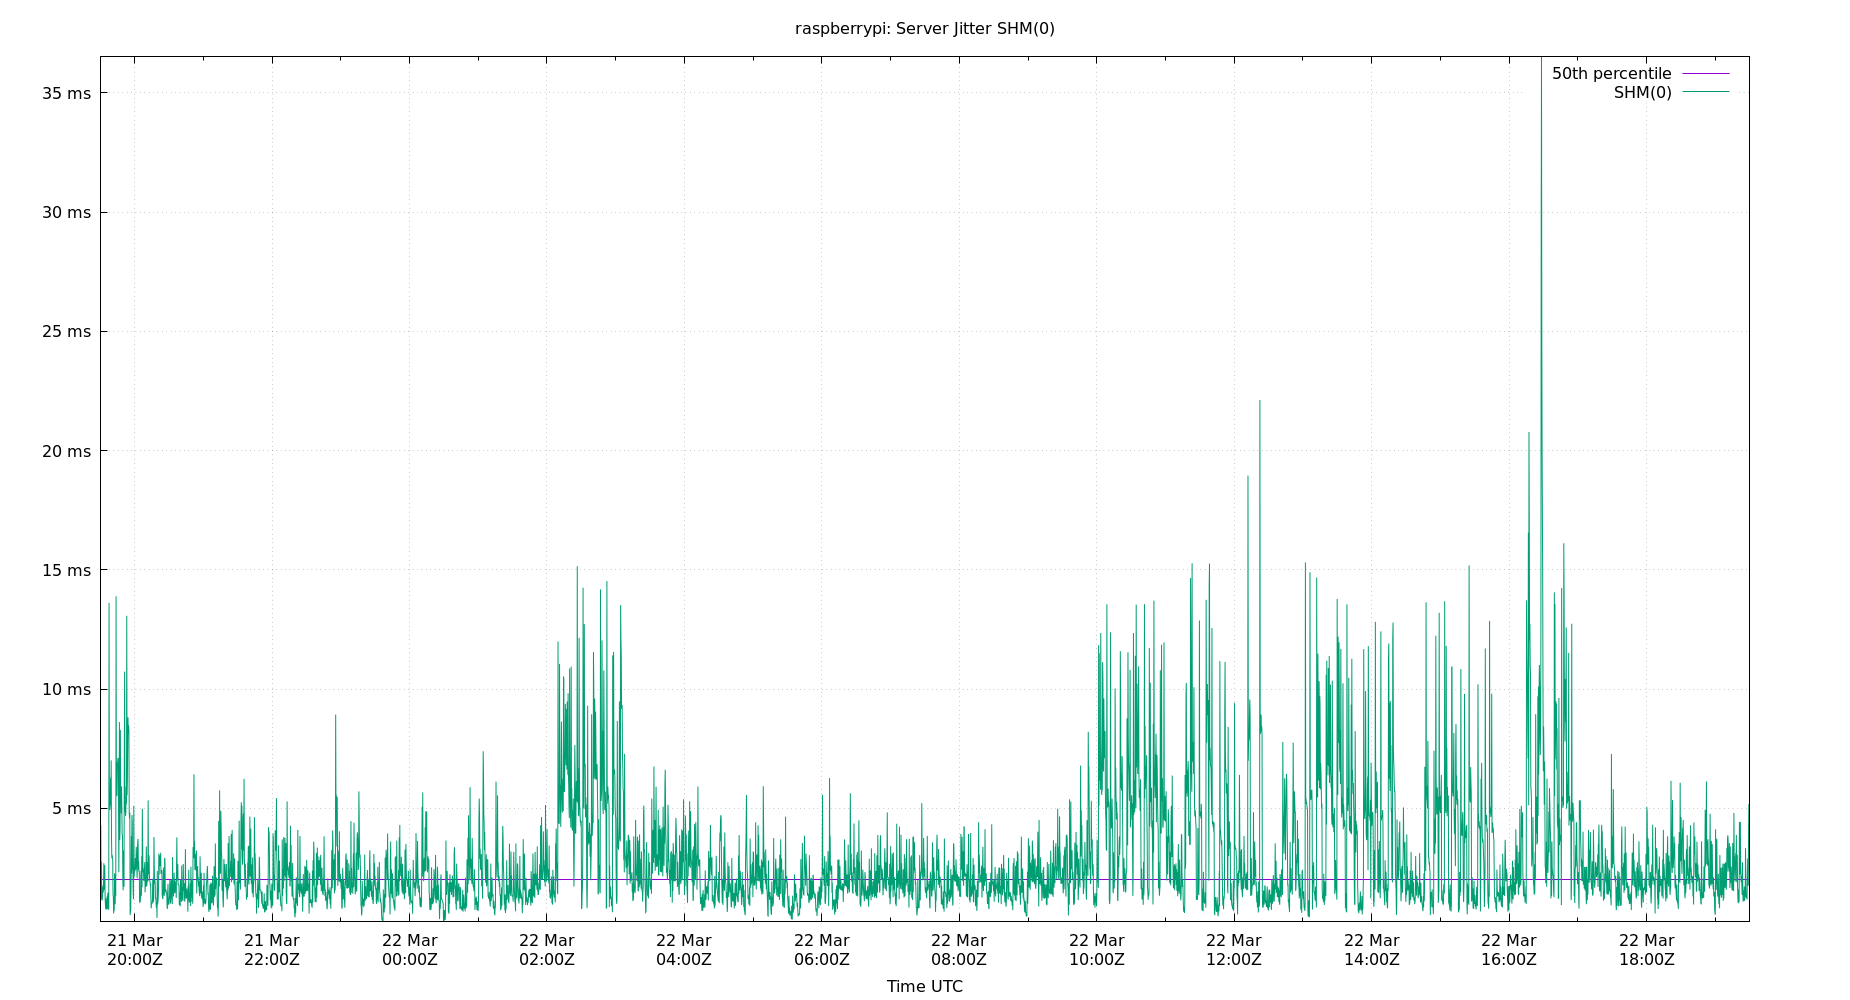 raspberrypi: Server Jitter SHM(0)
50th percentile
SHM(0)
35 ms
30 ms
25 ms
20 ms
15 ms
10 ms
5 ms
21 Mar 21 Mar 22 Mar 22 Mar 22 Mar 22 Mar 22 Mar 22 Mar 22 Mar 22 Mar 22 Mar 22 Mar
20:00Z 22:00Z 00:00Z 02:00Z 04:00Z 06:00Z 08:00Z 10:00Z 12:00Z 14:00Z 16:00Z 18:00Z
Time UTC